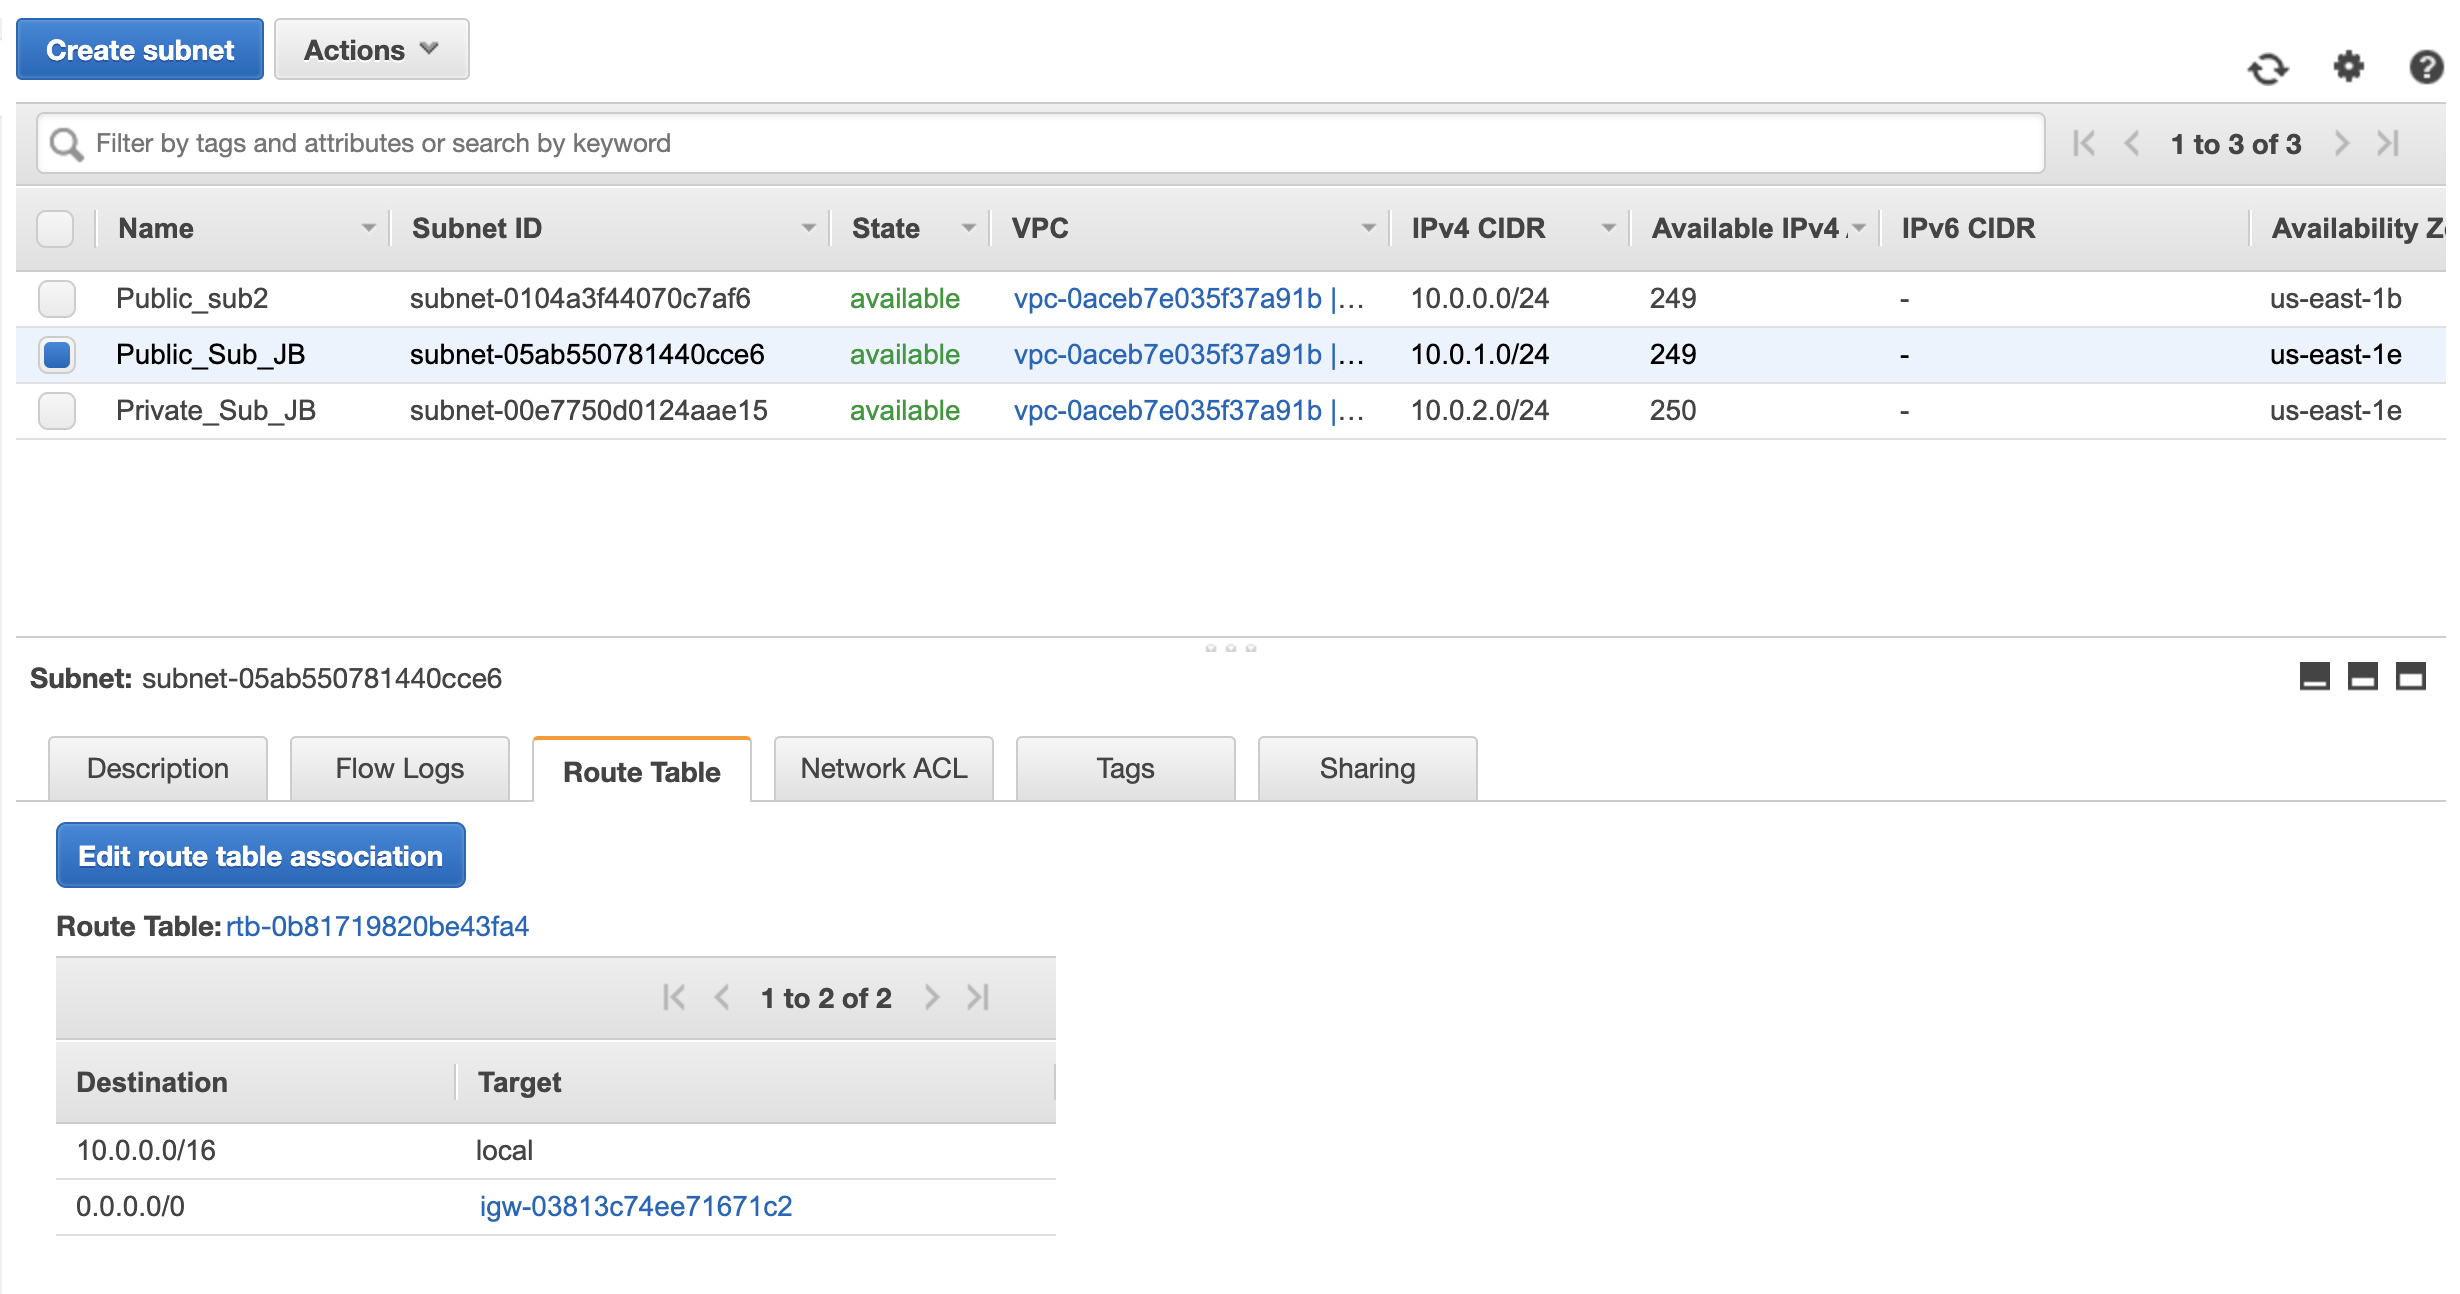 Create subnet Actions
Filter by tags and attributes or search by keyword 1 to 3 of 3
Name Subnet ID State VPC IPv4 CIDR Available IPv4 IPv6 CIDR Availability
Public_sub2 subnet-0104a3f44070c7af6 available vpc-0aceb7e035f37a91b |... 10.0.0.0/24 249 - us-east-1b
Public_Sub_JB subnet-05ab550781440cce6 available vpc-0aceb7e035f37a91b |... 10.0.1.0/24 249 - us-east-1e
Private_Sub_JB subnet-00e7750d0124aae15 available vpc-0aceb7e035f37a91b |... 10.0.2.0/24 250 - us-east-1e
Subnet: subnet-05ab550781440cce6
Description Flow Logs Route Table Network ACL Tags Sharing
Edit route table association
Route Table: rtb-0b81719820be43fa4
1 to 2 of 2
Destination Target
10.0.0.0/16 local
0.0.0.0/0 igw-03813c74ee71671c2